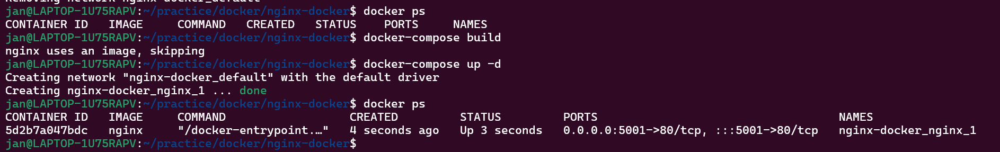 Removing network nginx-docker_default
jan@LAPTOP-1U75RAPV:~/practice/docker/nginx-docker$ docker ps
CONTAINER ID   IMAGE     COMMAND   CREATED   STATUS    PORTS     NAMES
jan@LAPTOP-1U75RAPV:~/practice/docker/nginx-docker$ docker-compose build
nginx uses an image, skipping
jan@LAPTOP-1U75RAPV:~/practice/docker/nginx-docker$ docker-compose up -d
Creating network "nginx-docker_default" with the default driver
Creating nginx-docker_nginx_1 ... done
jan@LAPTOP-1U75RAPV:~/practice/docker/nginx-docker$ docker ps
CONTAINER ID   IMAGE     COMMAND                  CREATED         STATUS         PORTS                                   NAMES
5d2b7a047bdc   nginx     "/docker-entrypoint.…"   4 seconds ago   Up 3 seconds   0.0.0.0:5001->80/tcp, :::5001->80/tcp   nginx-docker_nginx_1
jan@LAPTOP-1U75RAPV:~/practice/docker/nginx-docker$